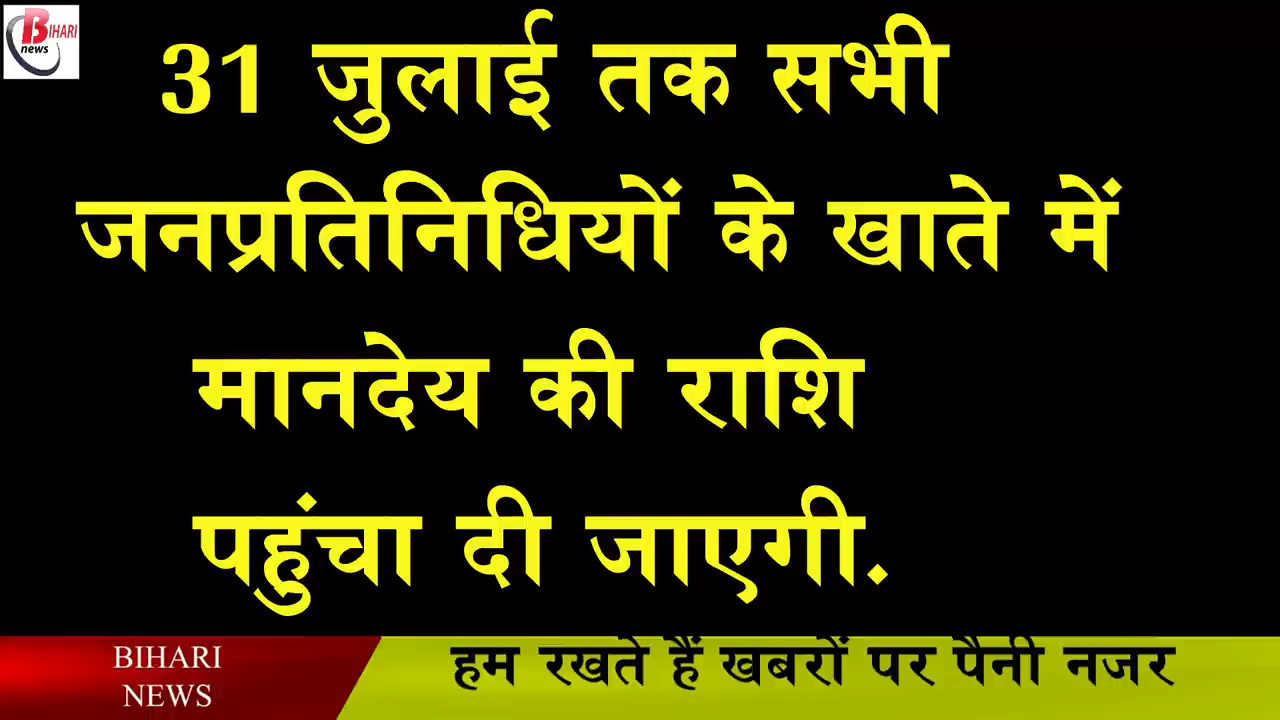 BIHARI
news
31 जुलाई तक सभी
जनप्रतिनिधियों के खाते में
मानदेय की राशि
पहुंचा दी जाएगी.
BIHARI
NEWS
हम रखते हैं खबरों पर पैनी नजर